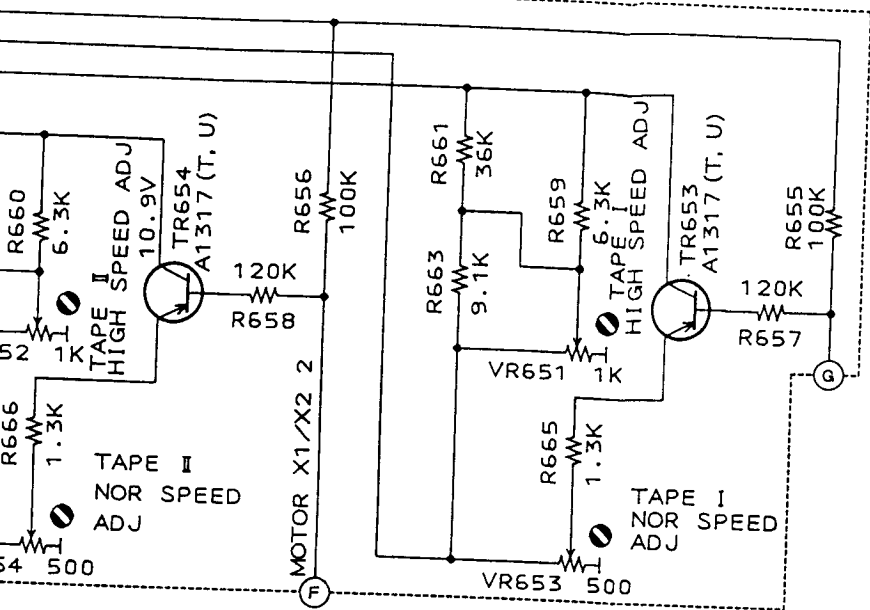 R660
6.3K
TAPE Ⅱ
HIGH SPEED ADJ
10.9V
TR654
A1317(T, U)
120K
R658
R656
100K
52
1K
R666
1.3K
TAPE Ⅱ
NOR SPEED
ADJ
54
500
MOTOR X1/X2 2
F
R661
36K
R663
9.1K
R659
6.3K
TAPE I
HIGH SPEED ADJ
TR653
A1317(T, U)
R655
100K
120K
R657
G
VR651
1K
R665
1.3K
TAPE I
NOR SPEED
ADJ
VR653
500